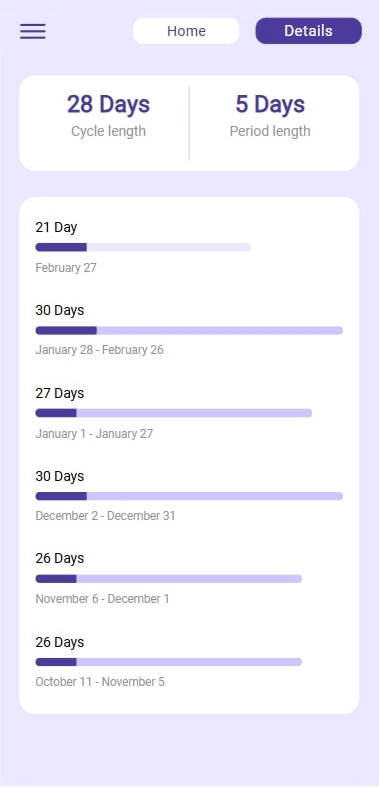 Home
Details
28 Days
5 Days
Cycle length
Period length
21 Day
February 27
30 Days
January 28 - February 26
27 Days
January 1 - January 27
30 Days
December 2 - December 31
26 Days
November 6 - December 1
26 Days
October 11 - November 5